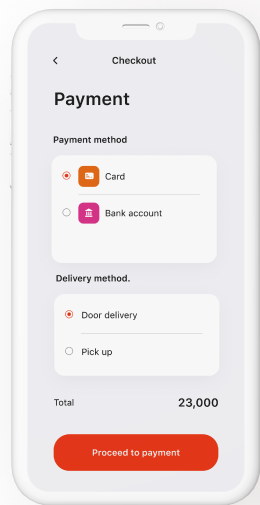 Checkout
Payment
Payment method
Card
Bank account
Delivery method.
Door delivery
Pick up
Total 23,000
Proceed to payment